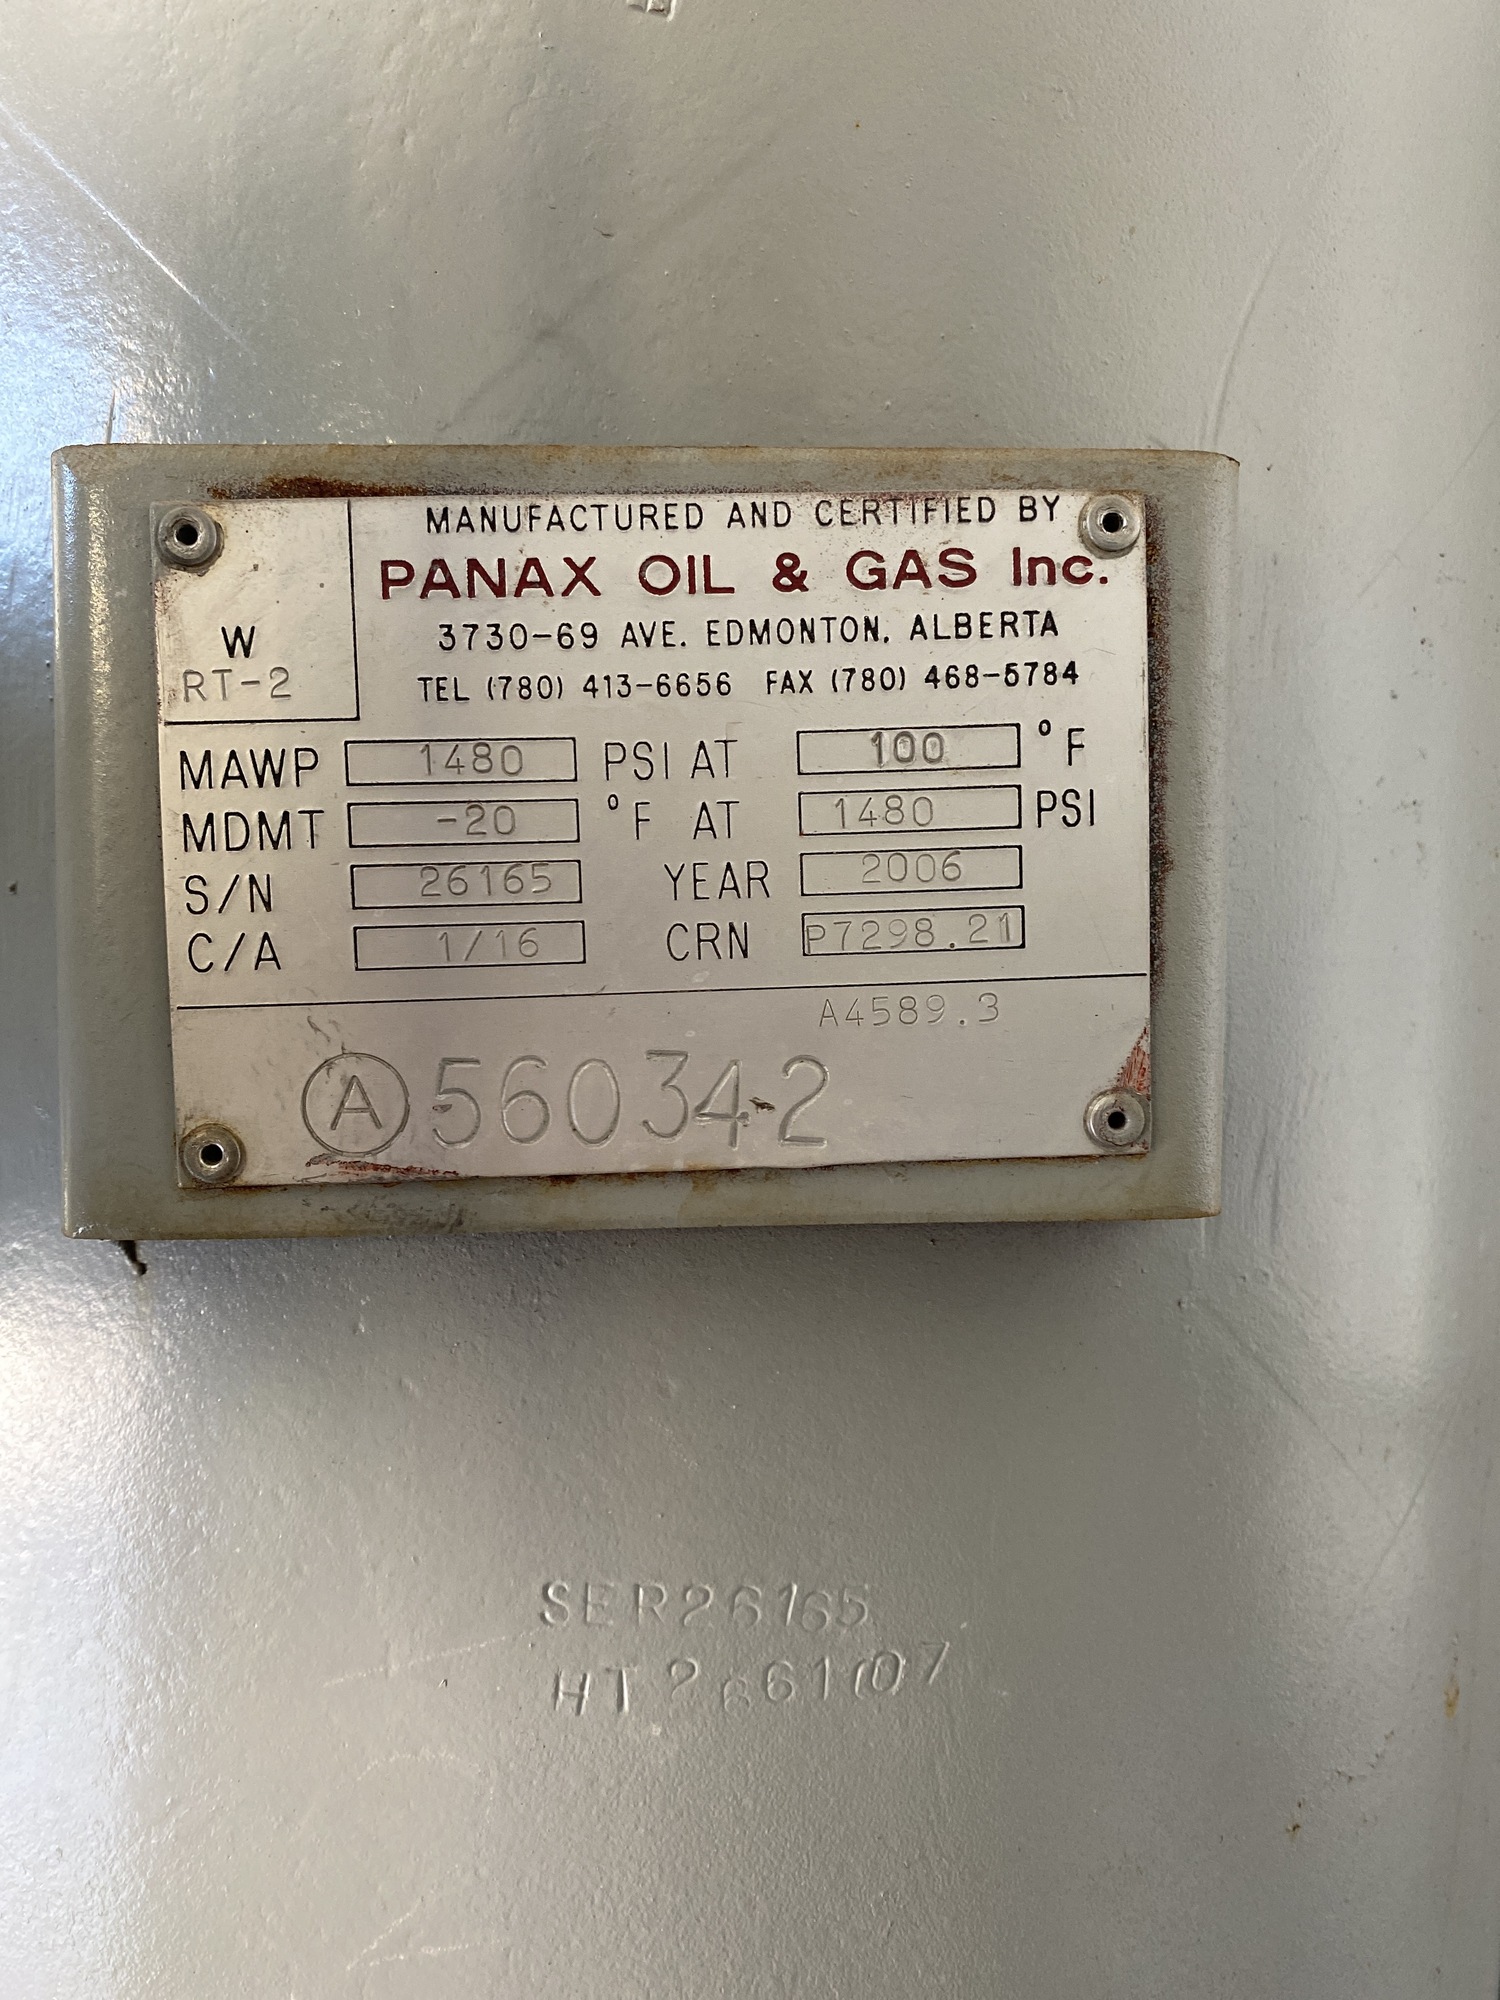 MANUFACTURED AND CERTIFIED BY
PANAX OIL & GAS Inc.
3730-69 AVE. EDMONTON, ALBERTA
TEL (780) 413-6656 FAX (780) 468-5784
W
RT-2
MAWP 1480 PSI AT 100 °F
MDMT -20 °F AT 1480 PSI
S/N 26165 YEAR 2006
C/A 1/16 CRN P7298.21
A4589.3
A 560342
SER26165
HT